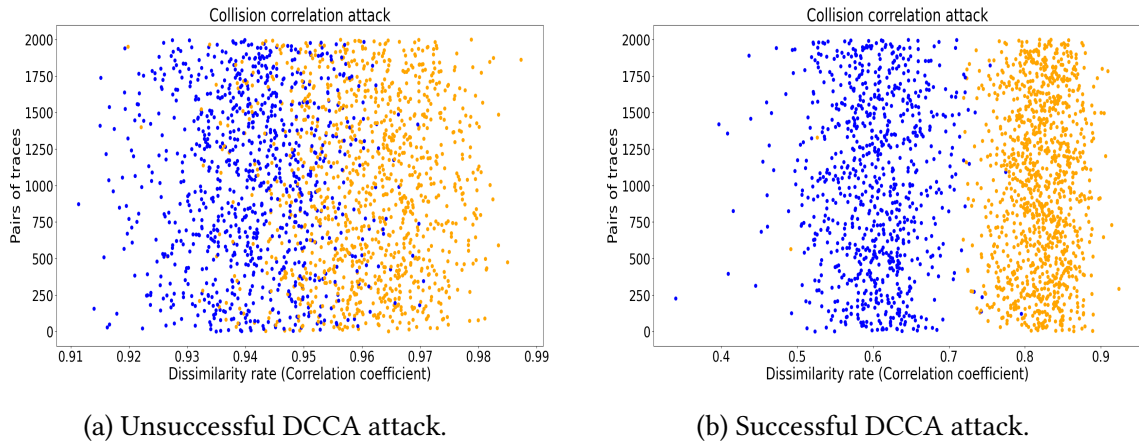 Collision correlation attack
2000
1750
1500
1250
1000
750
500
250
0
Pairs of traces
0.91 0.92 0.93 0.94 0.95 0.96 0.97 0.98 0.99
Dissimilarity rate (Correlation coefficient)
(a) Unsuccessful DCCA attack.
Collision correlation attack
2000
1750
1500
1250
1000
750
500
250
0
Pairs of traces
0.4 0.5 0.6 0.7 0.8 0.9
Dissimilarity rate (Correlation coefficient)
(b) Successful DCCA attack.